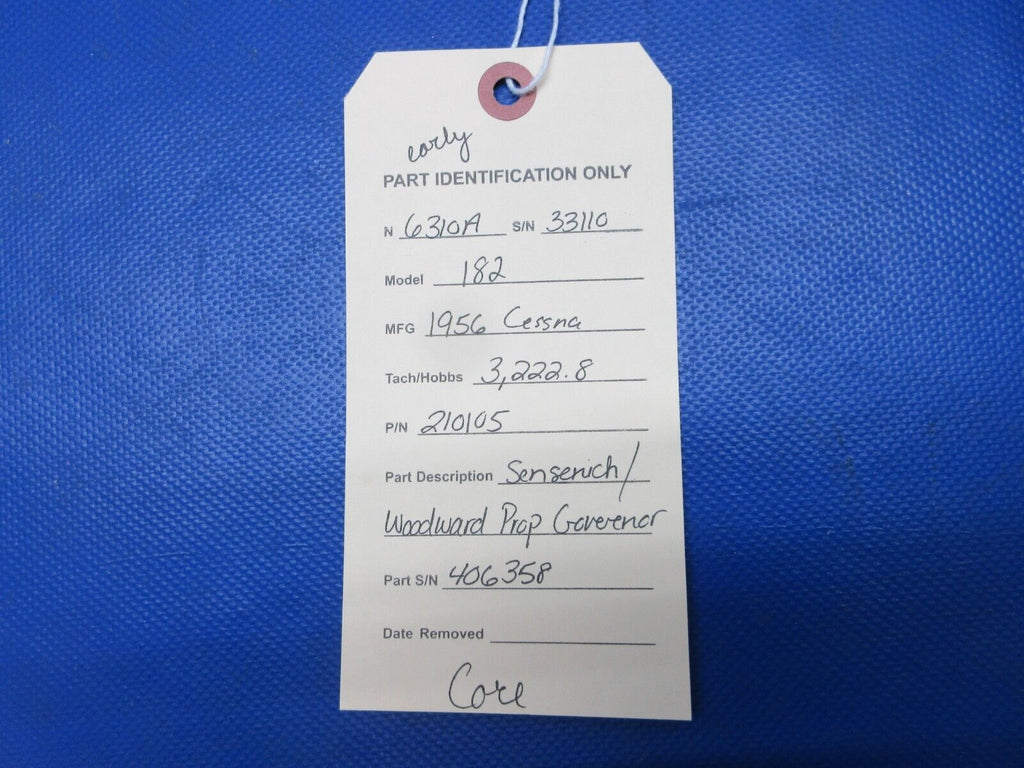 early
PART IDENTIFICATION ONLY
N 6310A S/N 33110
Model 182
MFG 1956 Cessna
Tach/Hobbs 3,222.8
P/N 210105
Part Description Sensenich/
Woodward Prop Goverenor
Part S/N 406358
Date Removed
Core